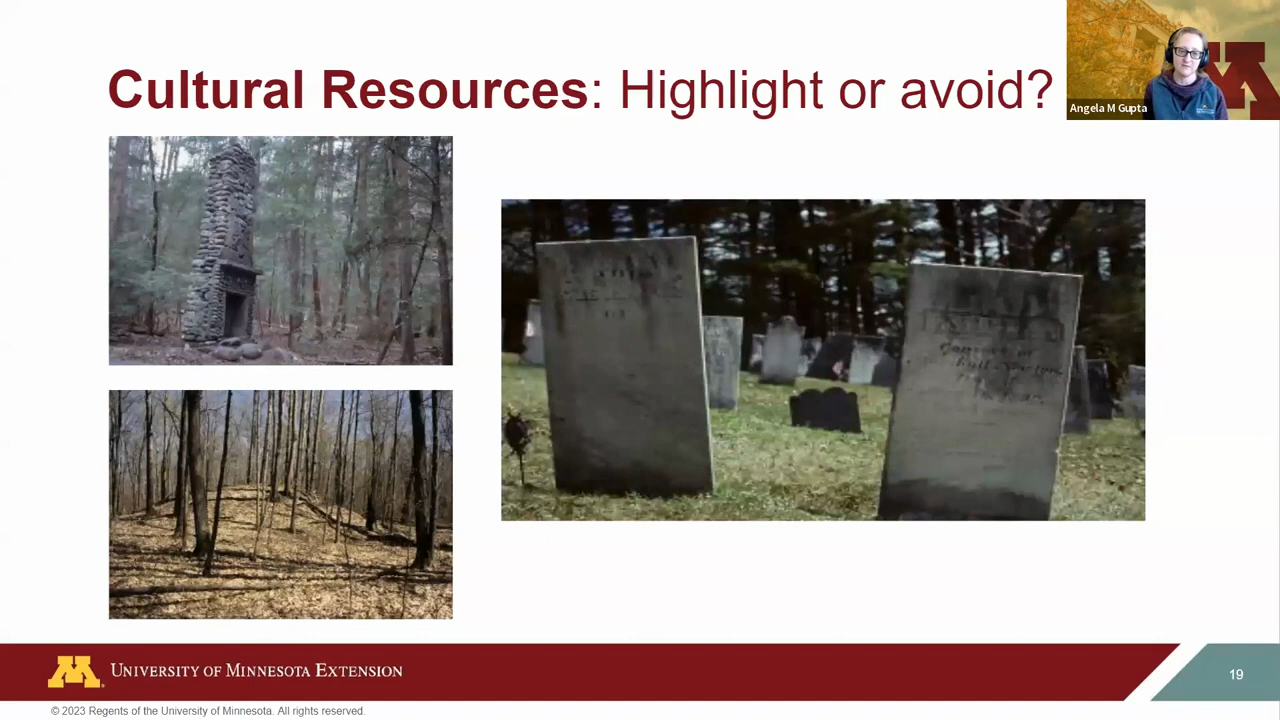 Cultural Resources: Highlight or avoid?
Angela M Gupta
UNIVERSITY OF MINNESOTA EXTENSION
19
© 2023 Regents of the University of Minnesota. All rights reserved.